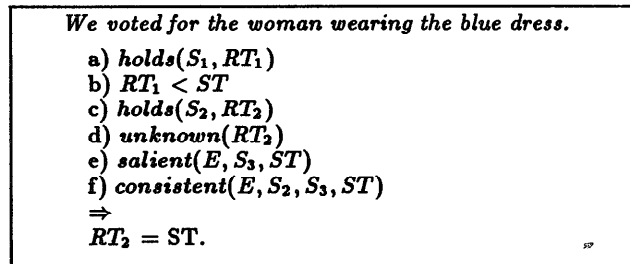 We voted for the woman wearing the blue dress.
a) holds(S₁, RT₁)
b) RT₁ < ST
c) holds(S₂, RT₂)
d) unknown(RT₂)
e) salient(E, S₃, ST)
f) consistent(E, S₂, S₃, ST)
⇒
RT₂ = ST.